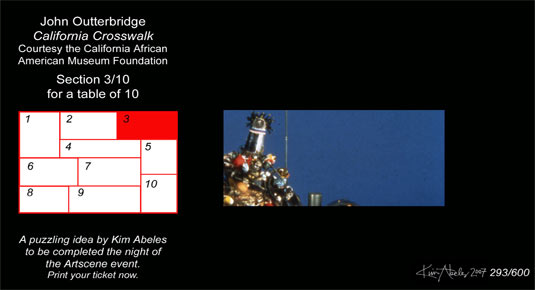 John Outterbridge
California Crosswalk
Courtesy the California African
American Museum Foundation
Section 3/10
for a table of 10
1
2
3
4
5
6
7
8
9
10
A puzzling idea by Kim Abeles
to be completed the night of
the Artscene event.
Print your ticket now.
Kim Abeles 2007 293/600